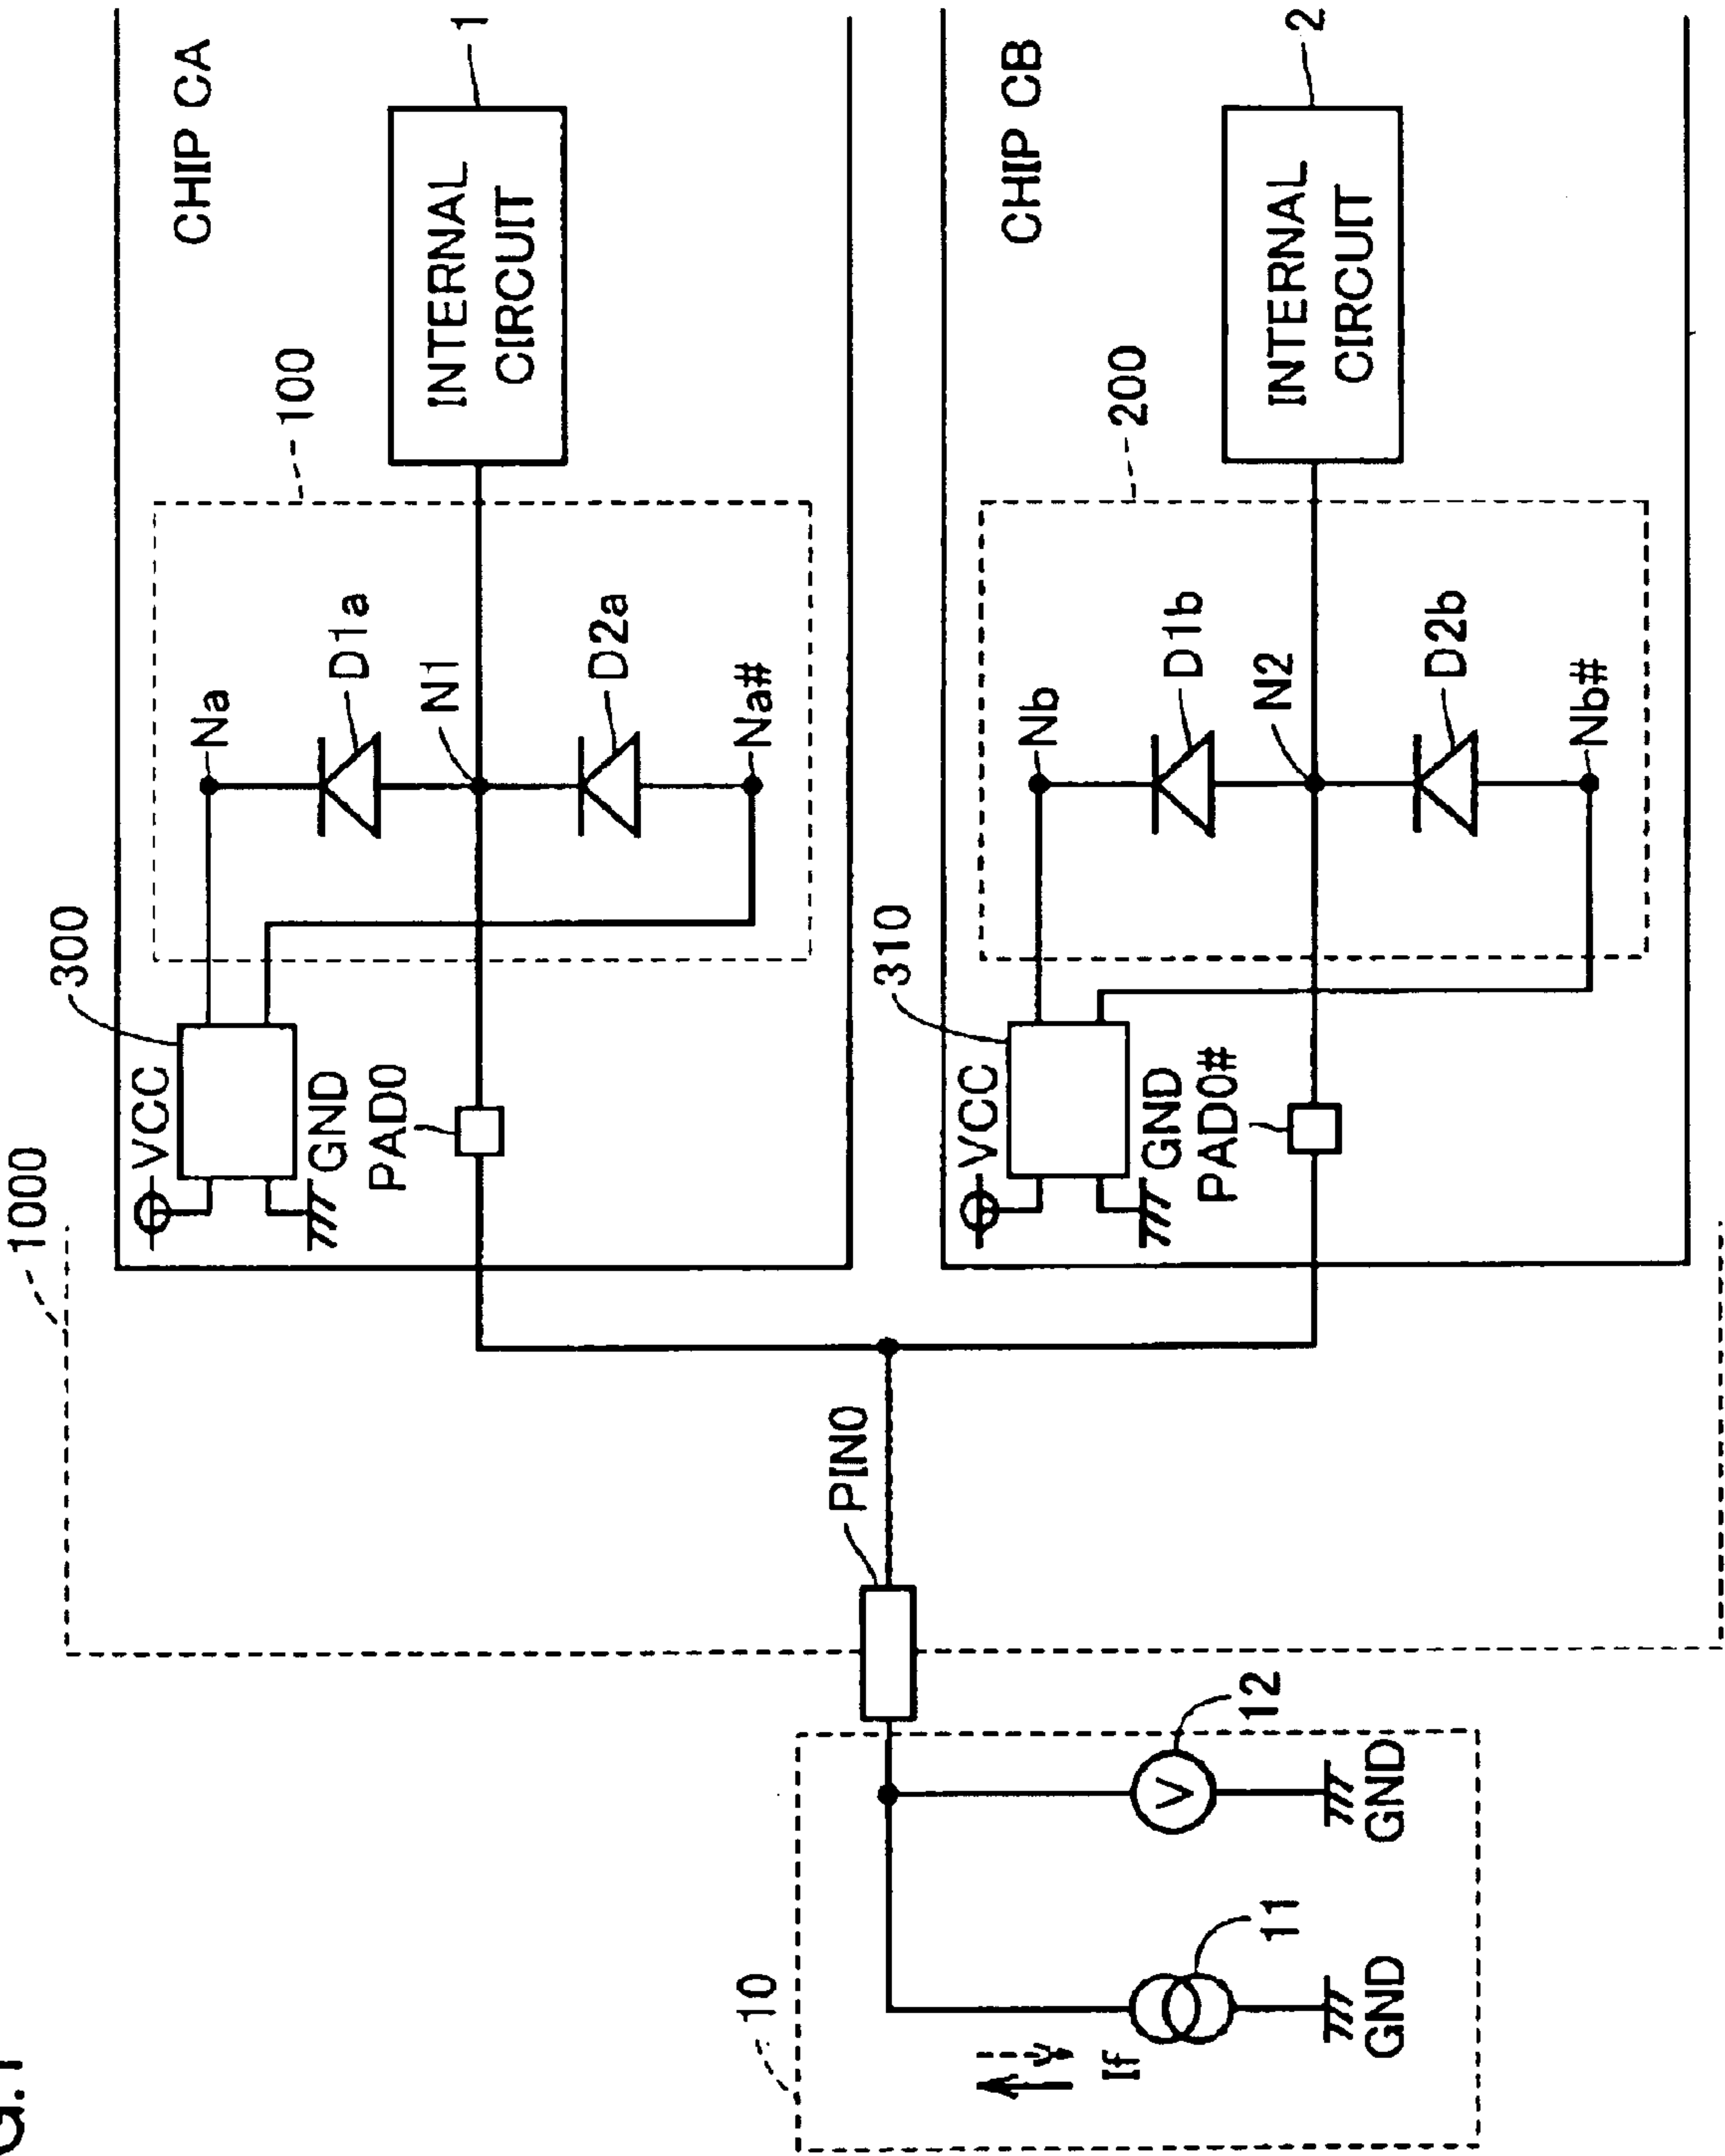 1000
300
VCC
GND
PAD0
Na
D1a
N1
D2a
Na#
100
CHIP CA
INTERNAL
CIRCUIT
1
310
VCC
GND
PAD0#
Nb
D1b
N2
D2b
Nb#
200
CHIP CB
INTERNAL
CIRCUIT
2
PIN0
10
If
11
GND
V
12
GND